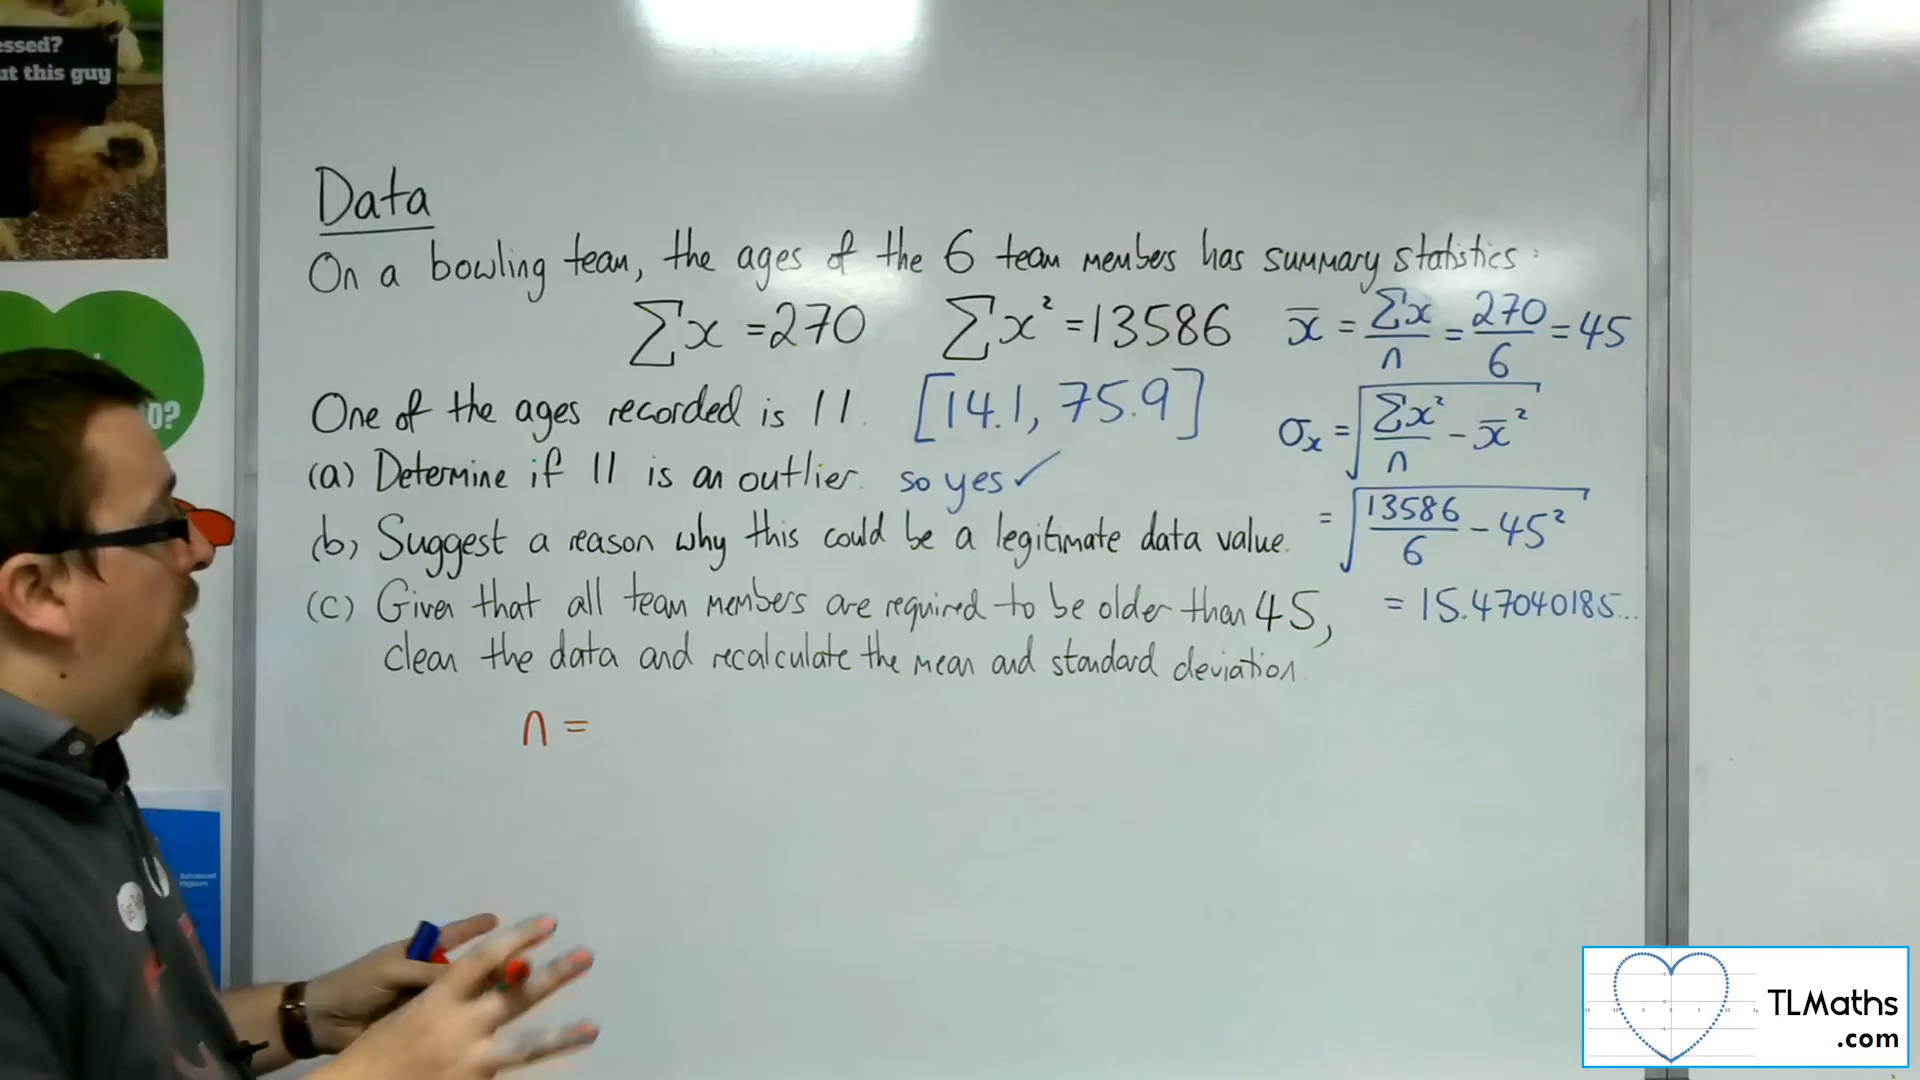 essed?
ut this guy
Data
On a bowling team, the ages of the 6 team members has summary statistics:
∑x = 270 ∑x² = 13586 x̄ = ∑x/n = 270/6 = 45
One of the ages recorded is 11. [14.1, 75.9] σₓ = √(∑x²/n − x̄²)
(a) Determine if 11 is an outlier. so yes ✓
= √(13586/6 − 45²)
(b) Suggest a reason why this could be a legitimate data value.
(c) Given that all team members are required to be older than 45, = 15.47040185...
clean the data and recalculate the mean and standard deviation.
n =
Advanced
TLMaths
.com